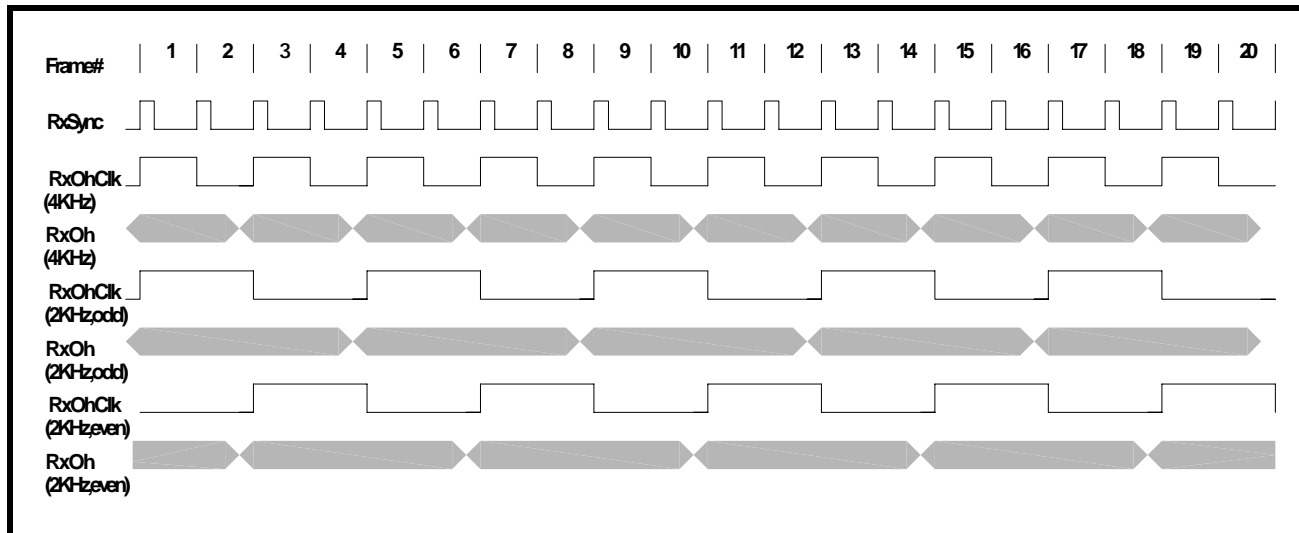 Frame# 1 2 3 4 5 6 7 8 9 10 11 12 13 14 15 16 17 18 19 20
RxSync
RxOhClk
(4KHz)
RxOh
(4KHz)
RxOhClk
(2KHz,odd)
RxOh
(2KHz,odd)
RxOhClk
(2KHz,even)
RxOh
(2KHz,even)